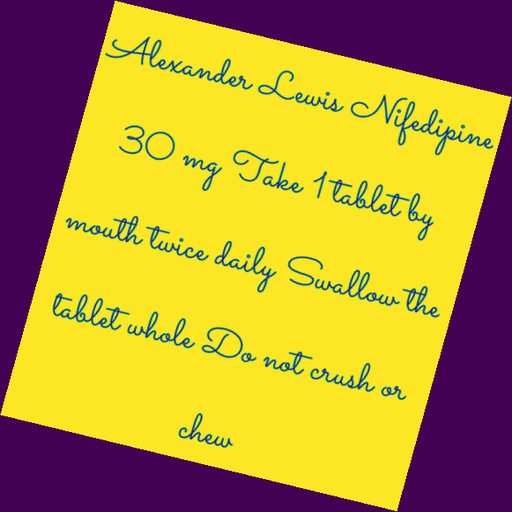 Alexander Lewis Nifedipine
30 mg Take 1 tablet by
mouth twice daily Swallow the
tablet whole Do not crush or
chew